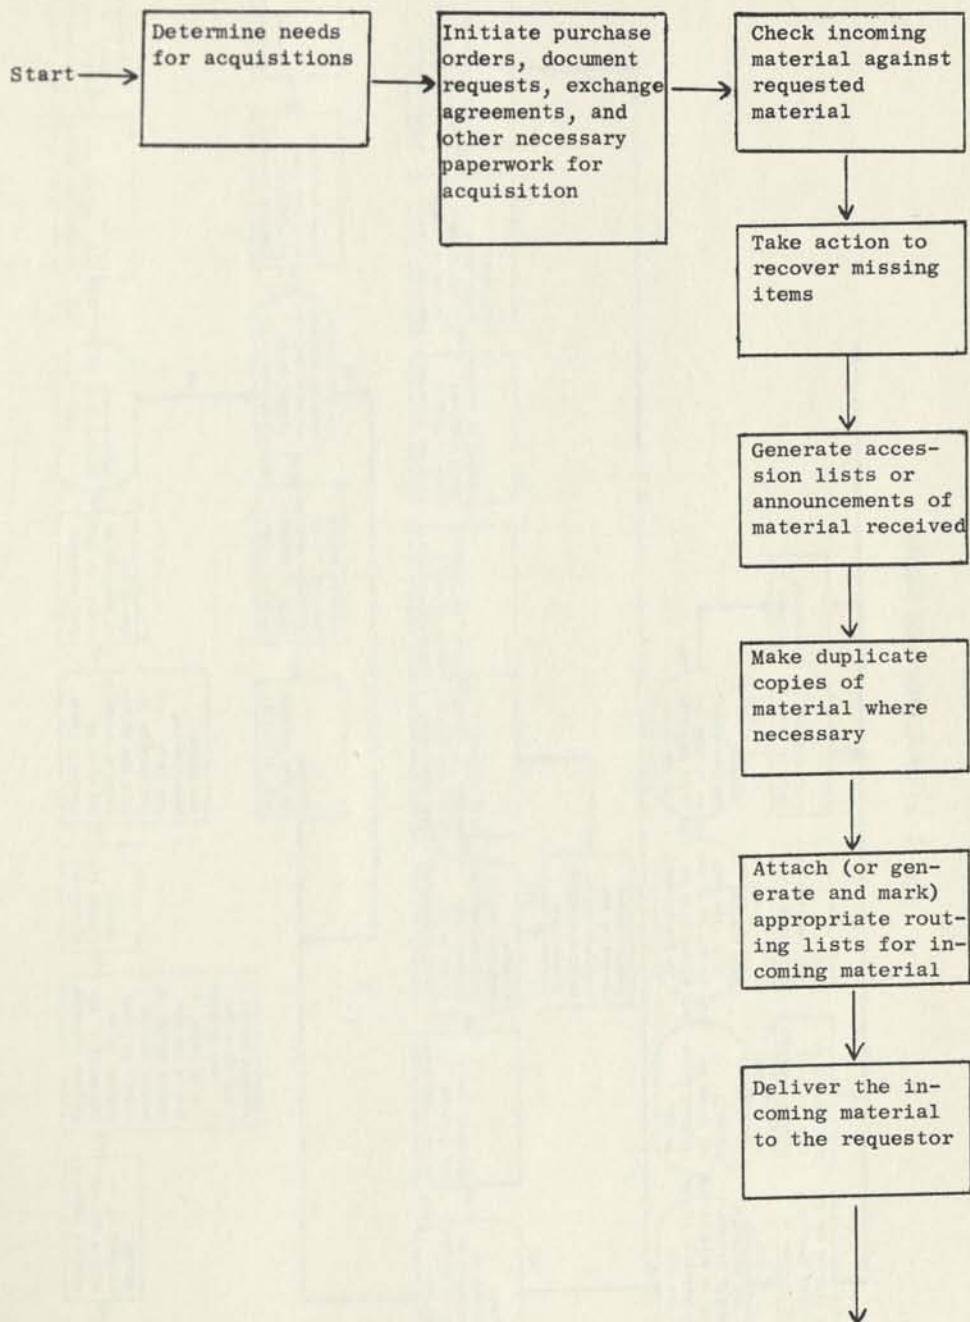 Start
Determine needs
for acquisitions
Initiate purchase
orders, document
requests, exchange
agreements, and
other necessary
paperwork for
acquisition
Check incoming
material against
requested
material
Take action to
recover missing
items
Generate acces-
sion lists or
announcements of
material received
Make duplicate
copies of
material where
necessary
Attach (or gen-
erate and mark)
appropriate rout-
ing lists for in-
coming material
Deliver the in-
coming material
to the requestor